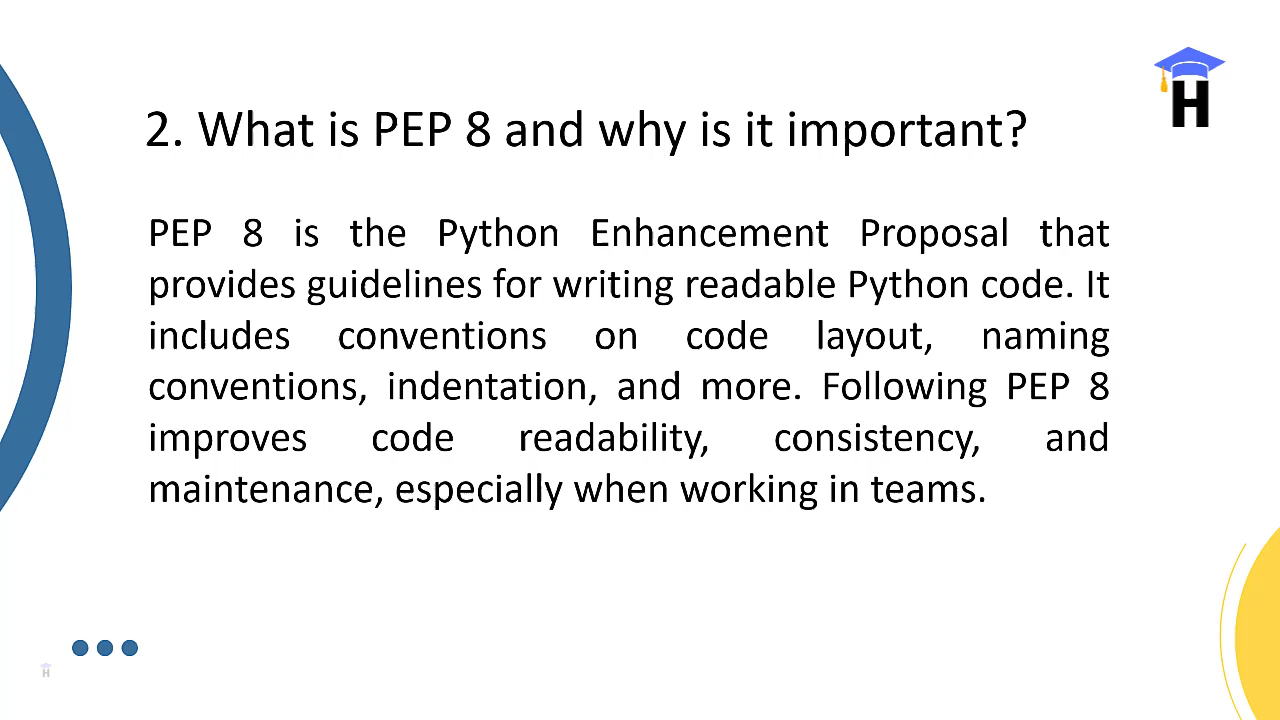 H
2. What is PEP 8 and why is it important?
PEP 8 is the Python Enhancement Proposal that
provides guidelines for writing readable Python code. It
includes conventions on code layout, naming
conventions, indentation, and more. Following PEP 8
improves code readability, consistency, and
maintenance, especially when working in teams.
H